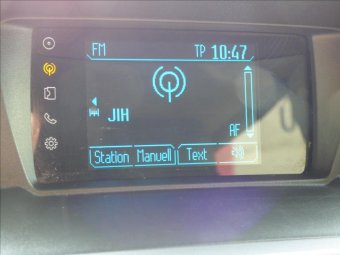 FM TP 10:47
JIH
AF
Station Manuell Text